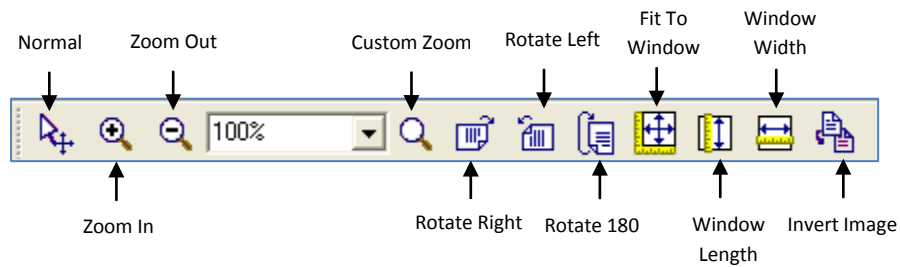 Normal
Zoom Out
Custom Zoom
Rotate Left
Fit To
Window
Window
Width
100%
Zoom In
Rotate Right
Rotate 180
Window
Length
Invert Image